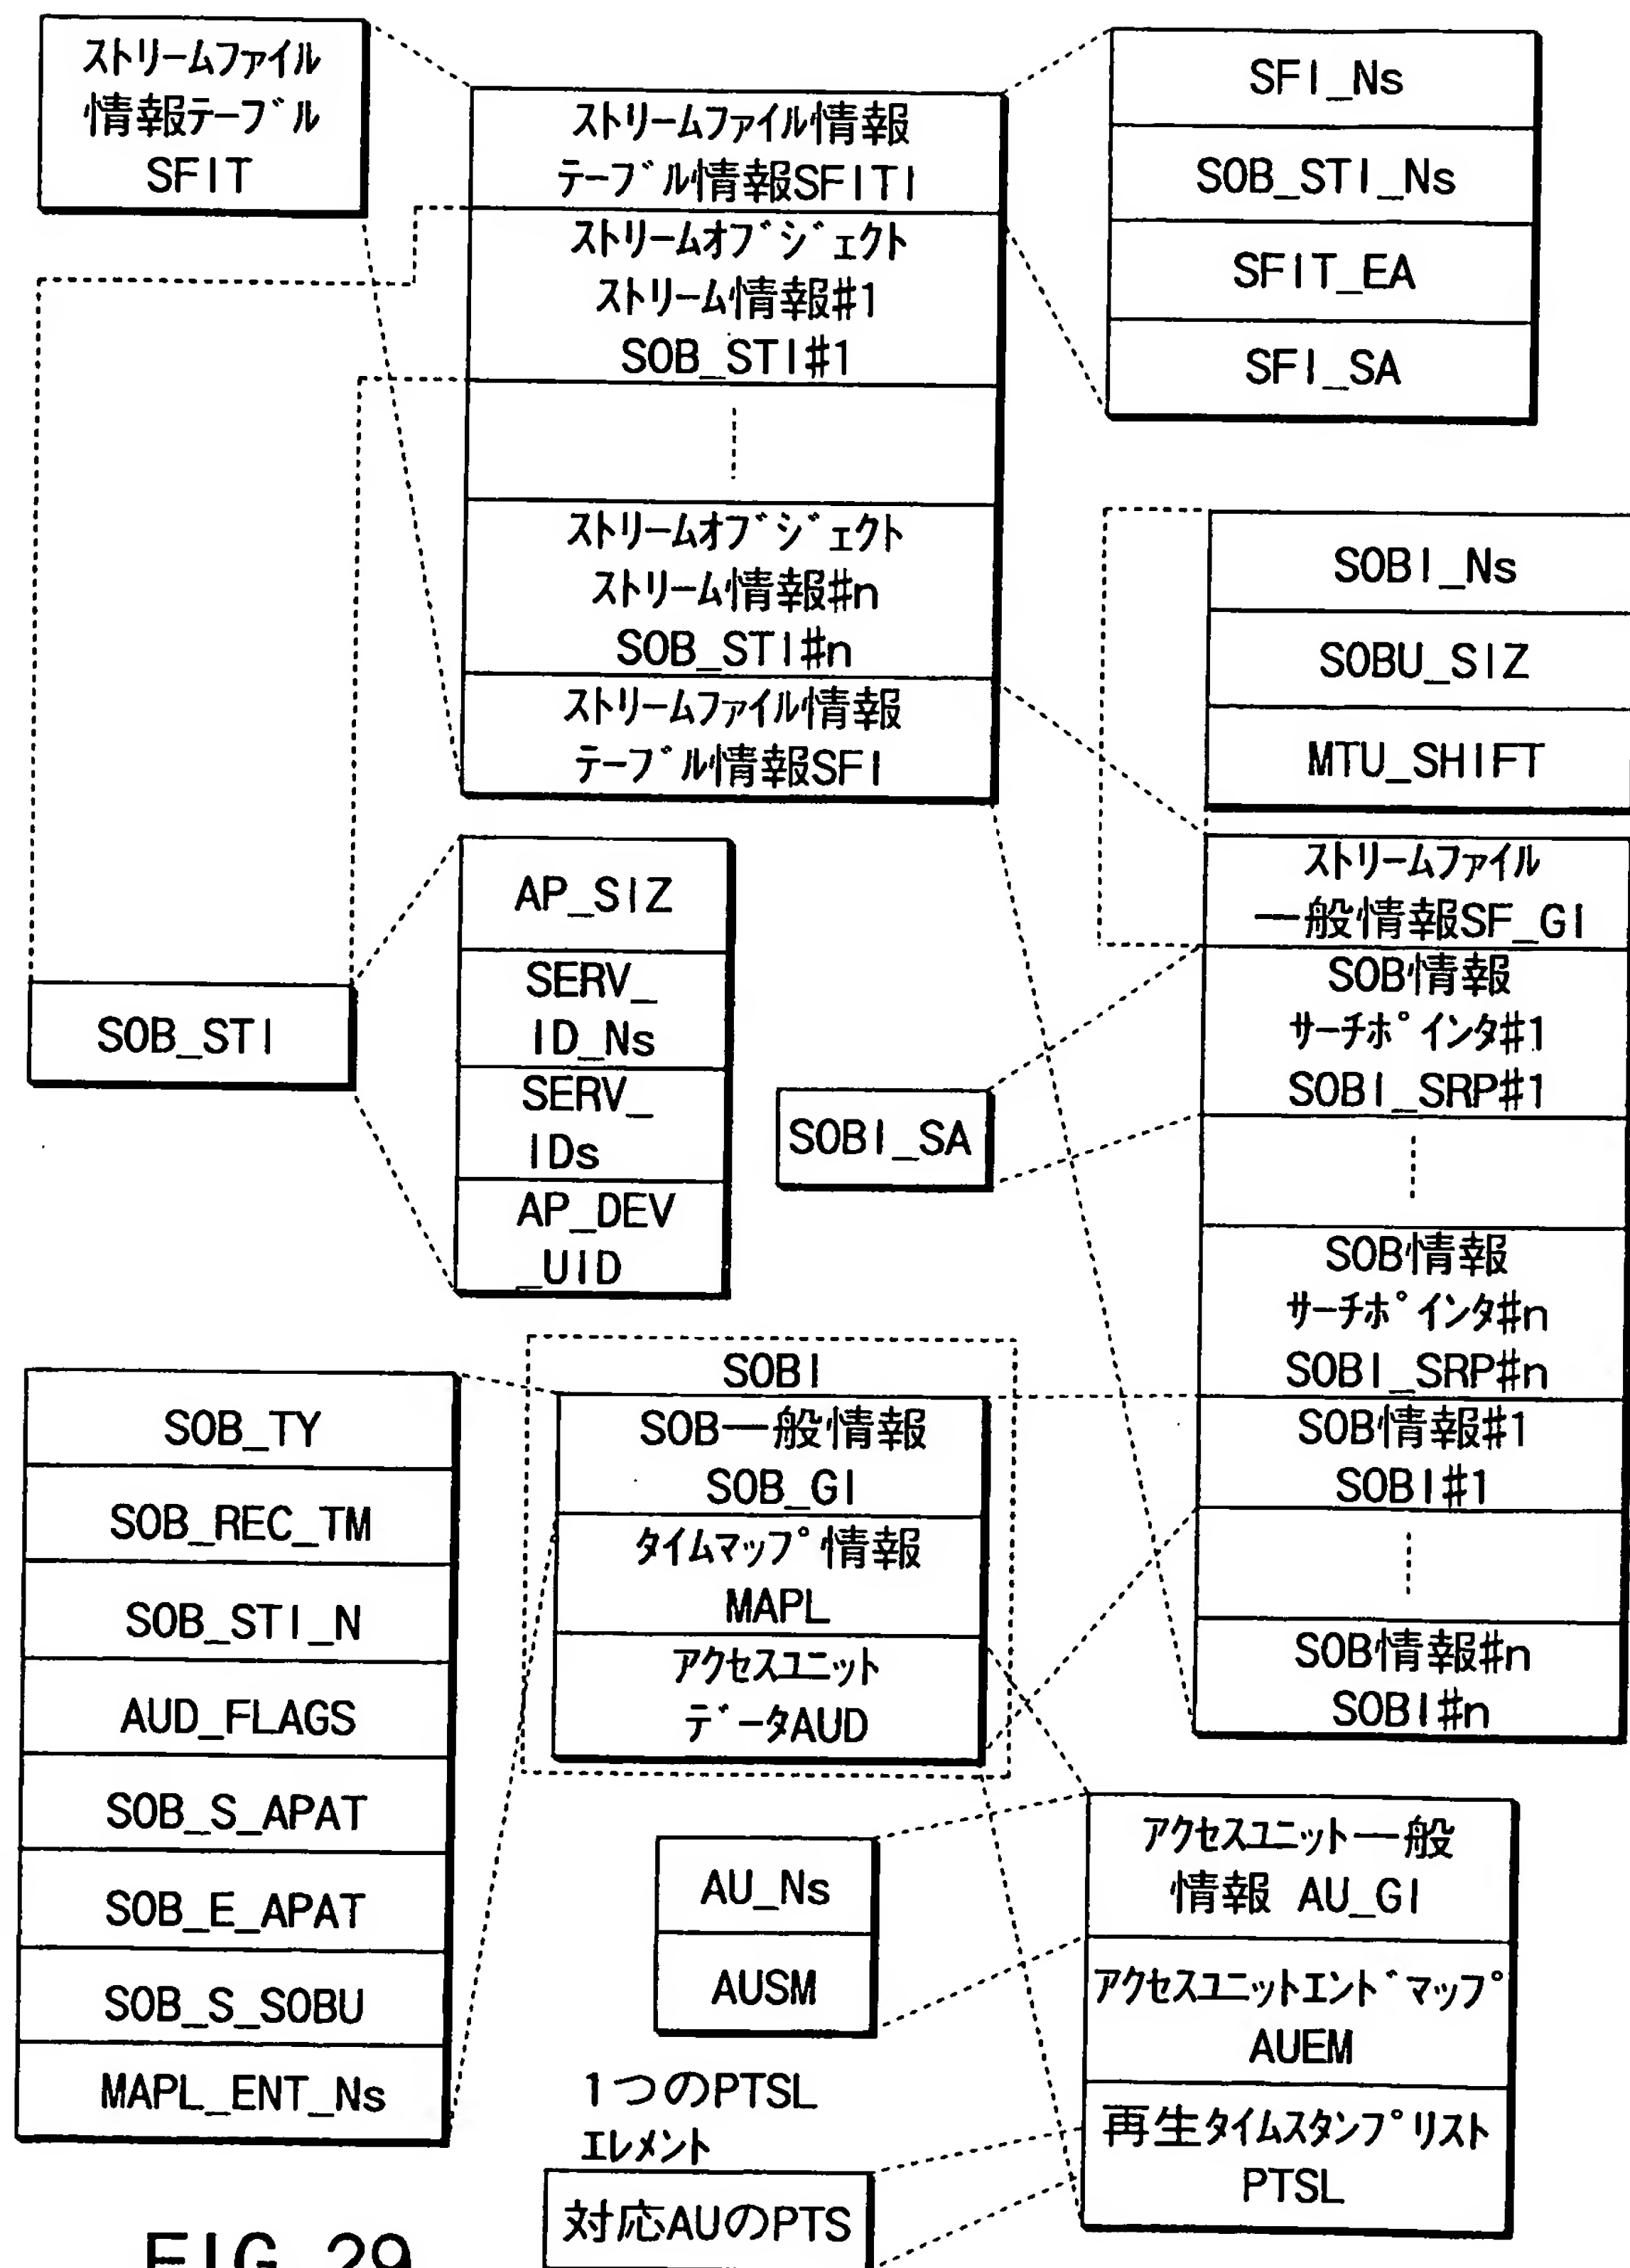 ストリームファイル
情報テーブル
SFIT
ストリームファイル情報
テーブル情報SFITI
ストリームオブジェクト
ストリーム情報#1
SOB_STI#1
ストリームオブジェクト
ストリーム情報#n
SOB_STI#n
ストリームファイル情報
テーブル情報SFI
SFI_Ns
SOB_STI_Ns
SFIT_EA
SFI_SA
SOBI_Ns
SOBU_SIZ
MTU_SHIFT
ストリームファイル
一般情報SF_GI
SOB情報
サーチポインタ#1
SOBI_SRP#1
SOB情報
サーチポインタ#n
SOBI_SRP#n
SOB情報#1
SOBI#1
SOB情報#n
SOBI#n
SOB_STI
AP_SIZ
SERV_
ID_Ns
SERV_
IDs
AP_DEV
_UID
SOBI_SA
SOBI
SOB一般情報
SOB_GI
タイムマップ情報
MAPL
アクセスユニット
データAUD
SOB_TY
SOB_REC_TM
SOB_STI_N
AUD_FLAGS
SOB_S_APAT
SOB_E_APAT
SOB_S_SOBU
MAPL_ENT_Ns
AU_Ns
AUSM
アクセスユニット一般
情報 AU_GI
アクセスユニットエンドマップ
AUEM
再生タイムスタンプリスト
PTSL
1つのPTSL
エレメント
対応AUのPTS
FIG. 29